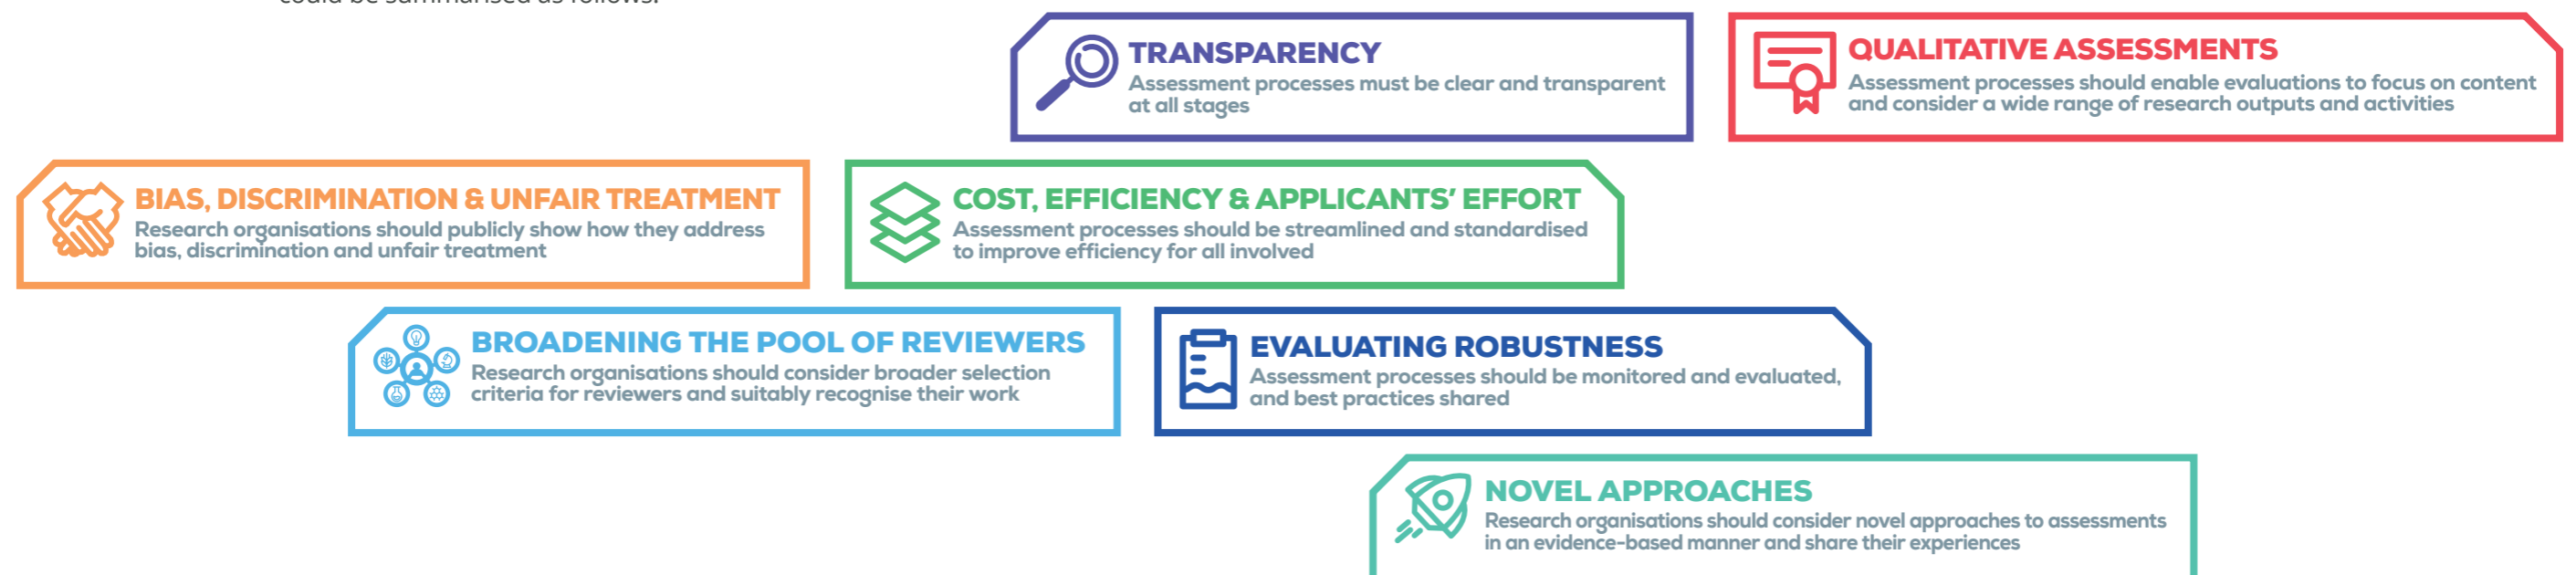 could be summarised as follows:
TRANSPARENCY
Assessment processes must be clear and transparent
at all stages
QUALITATIVE ASSESSMENTS
Assessment processes should enable evaluations to focus on content
and consider a wide range of research outputs and activities
BIAS, DISCRIMINATION & UNFAIR TREATMENT
Research organisations should publicly show how they address
bias, discrimination and unfair treatment
COST, EFFICIENCY & APPLICANTS’ EFFORT
Assessment processes should be streamlined and standardised
to improve efficiency for all involved
BROADENING THE POOL OF REVIEWERS
Research organisations should consider broader selection
criteria for reviewers and suitably recognise their work
EVALUATING ROBUSTNESS
Assessment processes should be monitored and evaluated,
and best practices shared
NOVEL APPROACHES
Research organisations should consider novel approaches to assessments
in an evidence-based manner and share their experiences